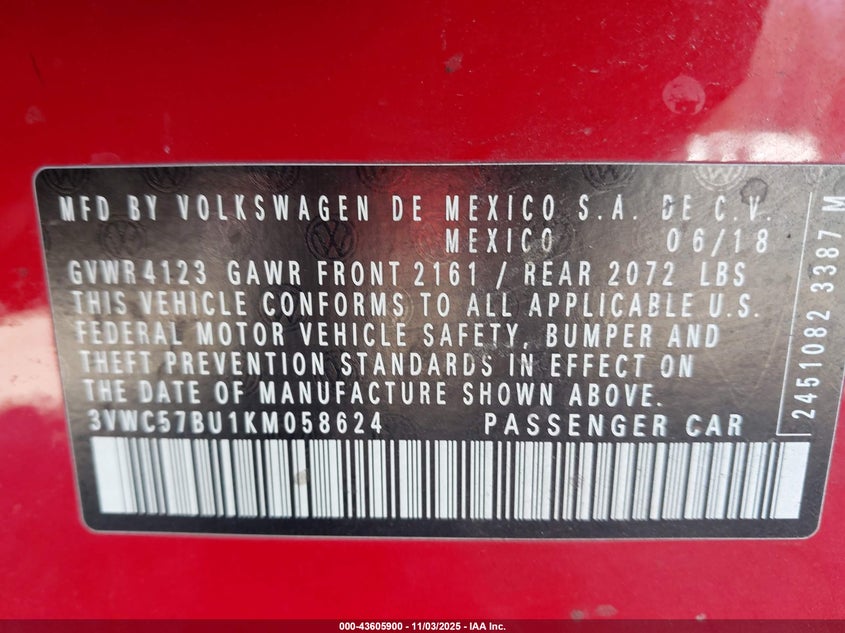 MFD BY VOLKSWAGEN DE MEXICO S.A. DE C.V.
MEXICO 06/18
GVWR 4123 GAWR FRONT 2161 / REAR 2072 LBS
THIS VEHICLE CONFORMS TO ALL APPLICABLE U.S.
FEDERAL MOTOR VEHICLE SAFETY, BUMPER AND
THEFT PREVENTION STANDARDS IN EFFECT ON
THE DATE OF MANUFACTURE SHOWN ABOVE.
3VWC57BU1KM058624 PASSENGER CAR
2451082 3387 M
000-43605900 - 11/03/2025 - IAA Inc.